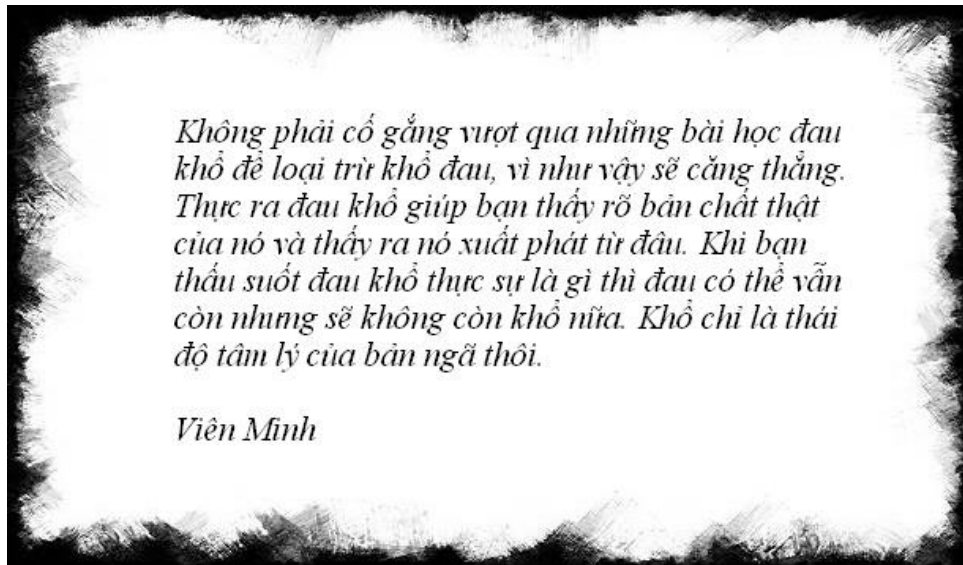 Không phải cố gắng vượt qua những bài học đau
khổ để loại trừ khổ đau, vì như vậy sẽ căng thẳng.
Thực ra đau khổ giúp bạn thấy rõ bản chất thật
của nó và thấy ra nó xuất phát từ đâu. Khi bạn
thấu suốt đau khổ thực sự là gì thì đau có thể vẫn
còn nhưng sẽ không còn khổ nữa. Khổ chỉ là thái
độ tâm lý của bản ngã thôi.
Viên Minh